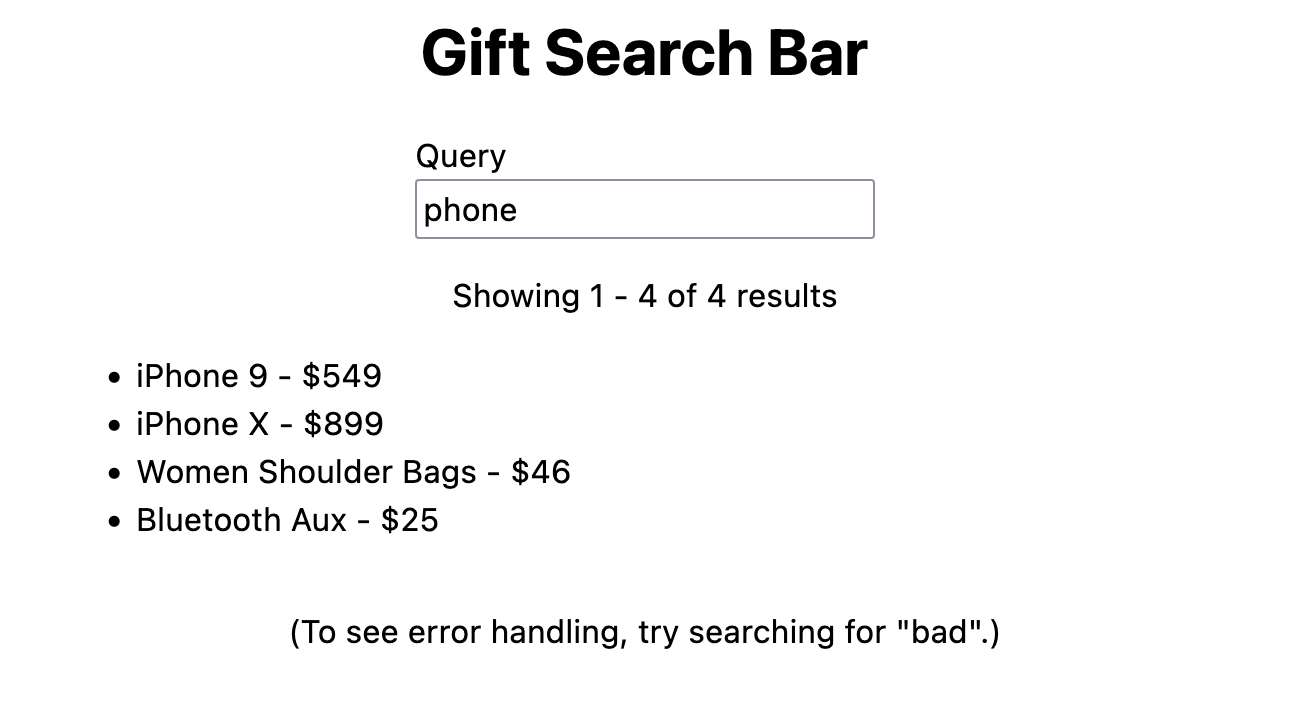 Gift Search Bar
Query
phone
Showing 1 - 4 of 4 results
• iPhone 9 - $549
• iPhone X - $899
• Women Shoulder Bags - $46
• Bluetooth Aux - $25
(To see error handling, try searching for "bad".)